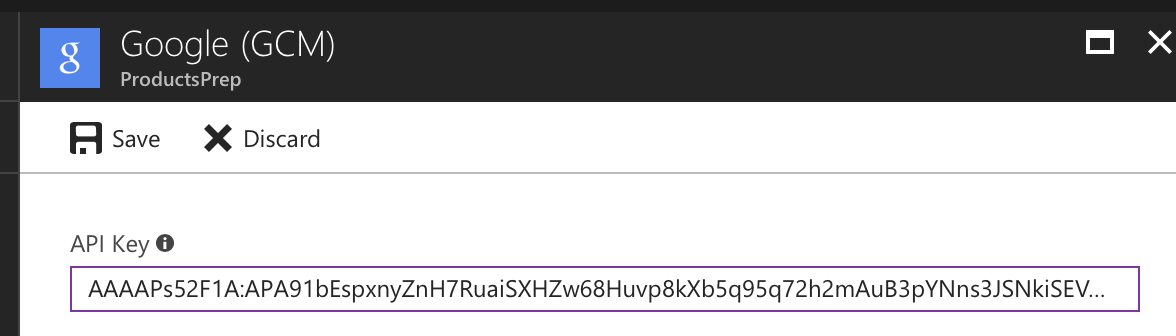 g
Google (GCM)
ProductsPrep
Save
Discard
API Key
AAAAPs52F1A:APA91bEspxnyZnH7RuaiSXHZw68Huvp8kXb5q95q72h2mAuB3pYNns3JSNkiSEV...